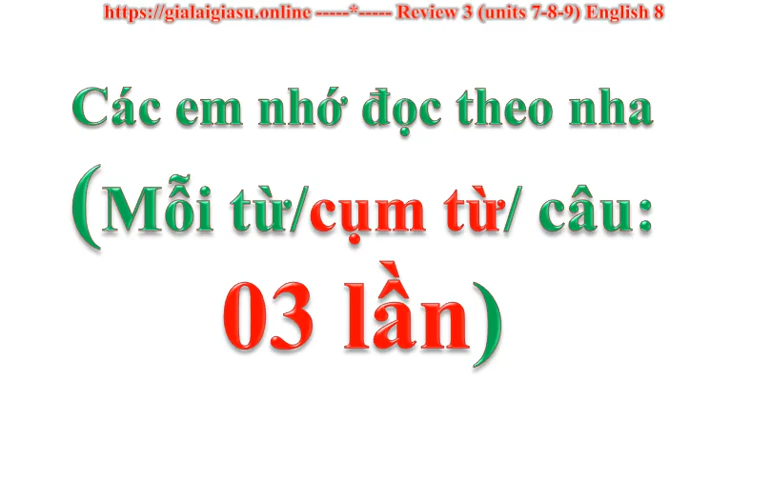 https://gialaigiasu.online -----*----- Review 3 (units 7-8-9) English 8
Các em nhớ đọc theo nha
(Mỗi từ/cụm từ/ câu:
03 lần)